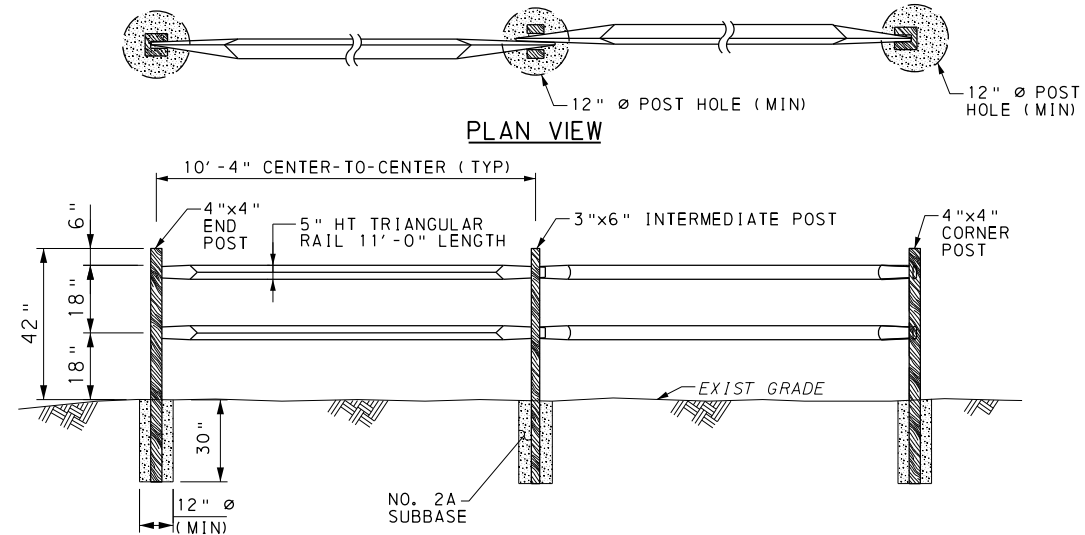 12" Ø POST HOLE (MIN)
12" Ø POST
HOLE (MIN)
PLAN VIEW
10'-4" CENTER-TO-CENTER (TYP)
6"
4"x4"
END
POST
5" HT TRIANGULAR
RAIL 11'-0" LENGTH
3"x6" INTERMEDIATE POST
4"x4"
CORNER
POST
42"
18"
18"
EXIST GRADE
30"
12" Ø
(MIN)
NO. 2A
SUBBASE